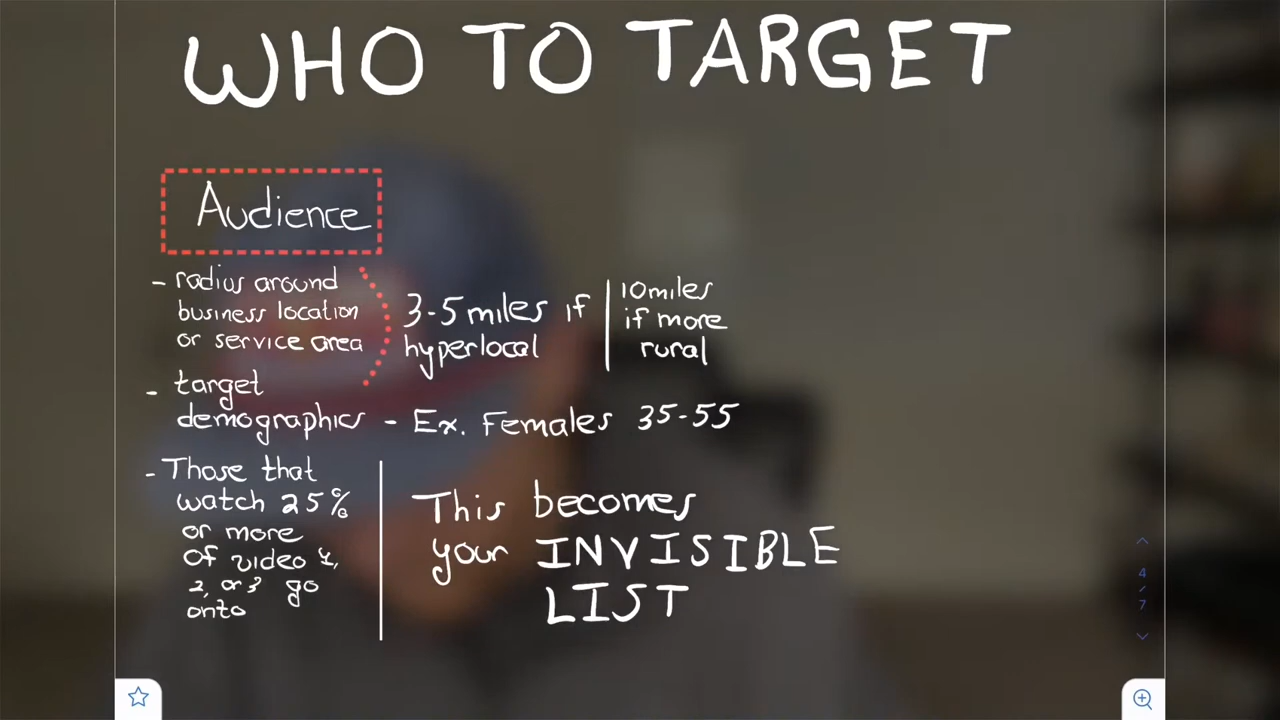 WHO TO TARGET
Audience
- radius around
business location
or service area
3-5 miles if
hyperlocal
10 miles
if more
rural
- target
demographics - Ex. Females 35-55
- Those that
watch 25%
or more
of video 1,
2, or 3 go
onto
This becomes
your INVISIBLE
LIST
4
/
7